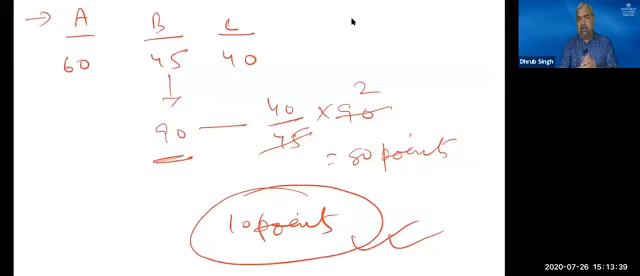 → A B C
60 45 40
90 — 40/45 × 90 2
= 80 points
10 points
Dhrub Singh
2020-07-26 15:13:39